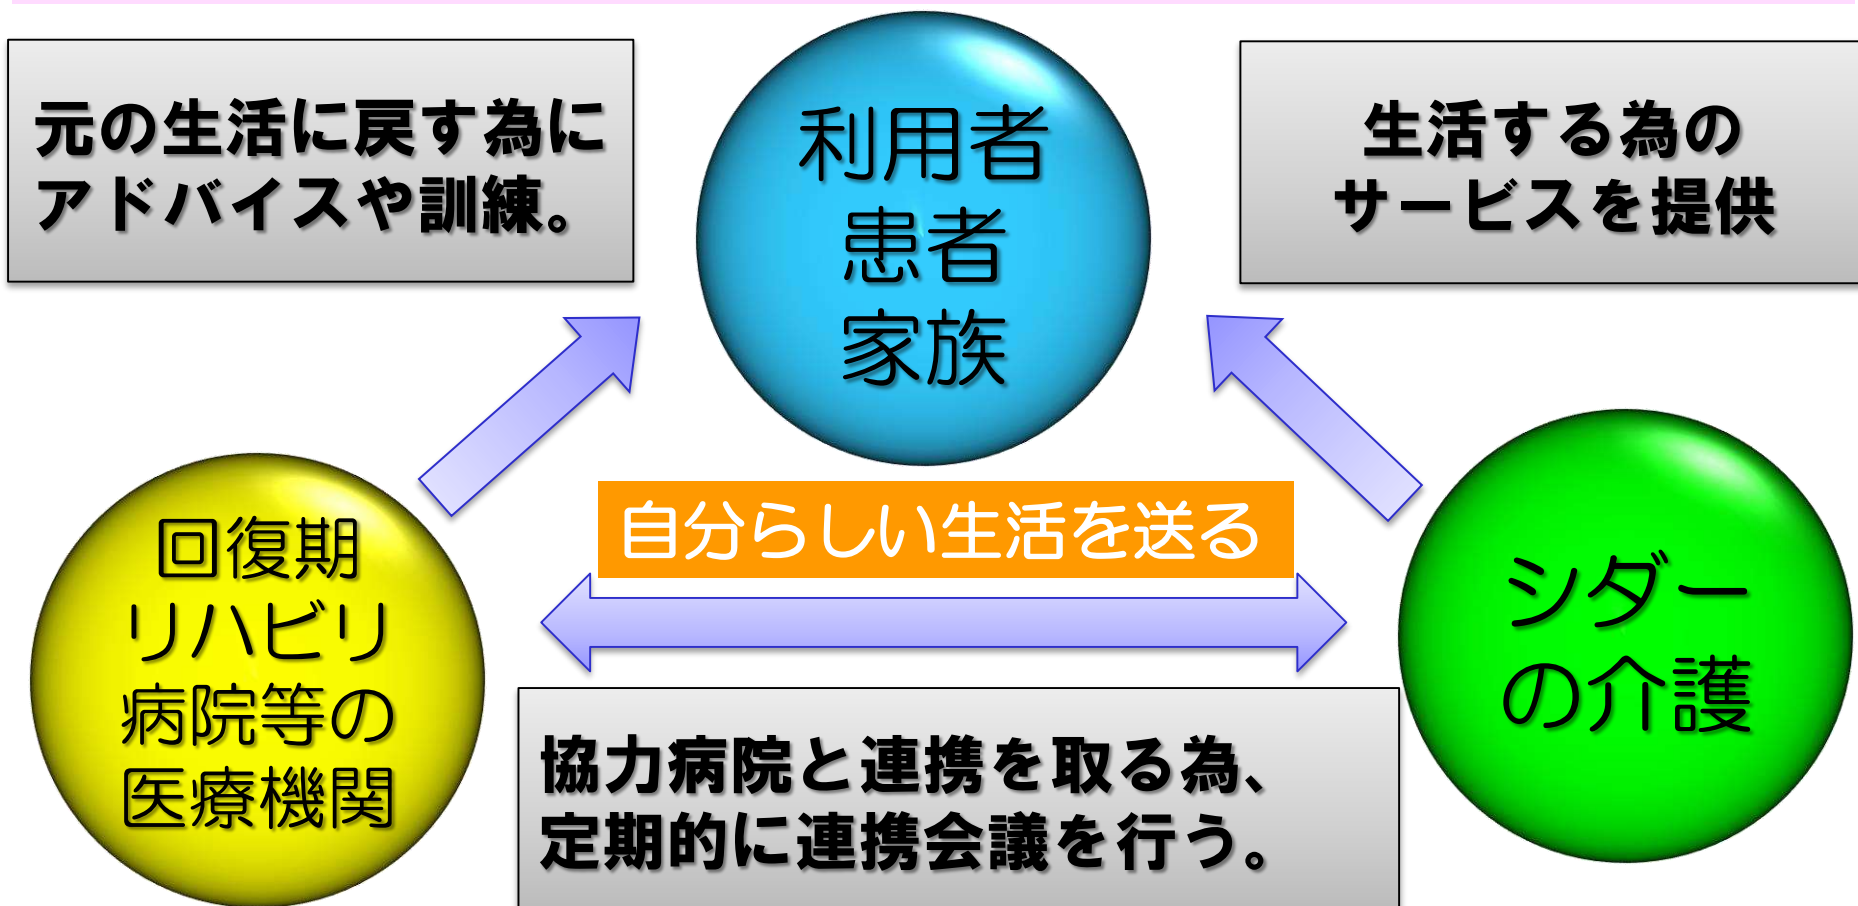 元の生活に戻す為に
アドバイスや訓練。
利用者
患者
家族
生活する為の
サービスを提供
自分らしい生活を送る
回復期
リハビリ
病院等の
医療機関
シダー
の介護
協力病院と連携を取る為、
定期的に連携会議を行う。